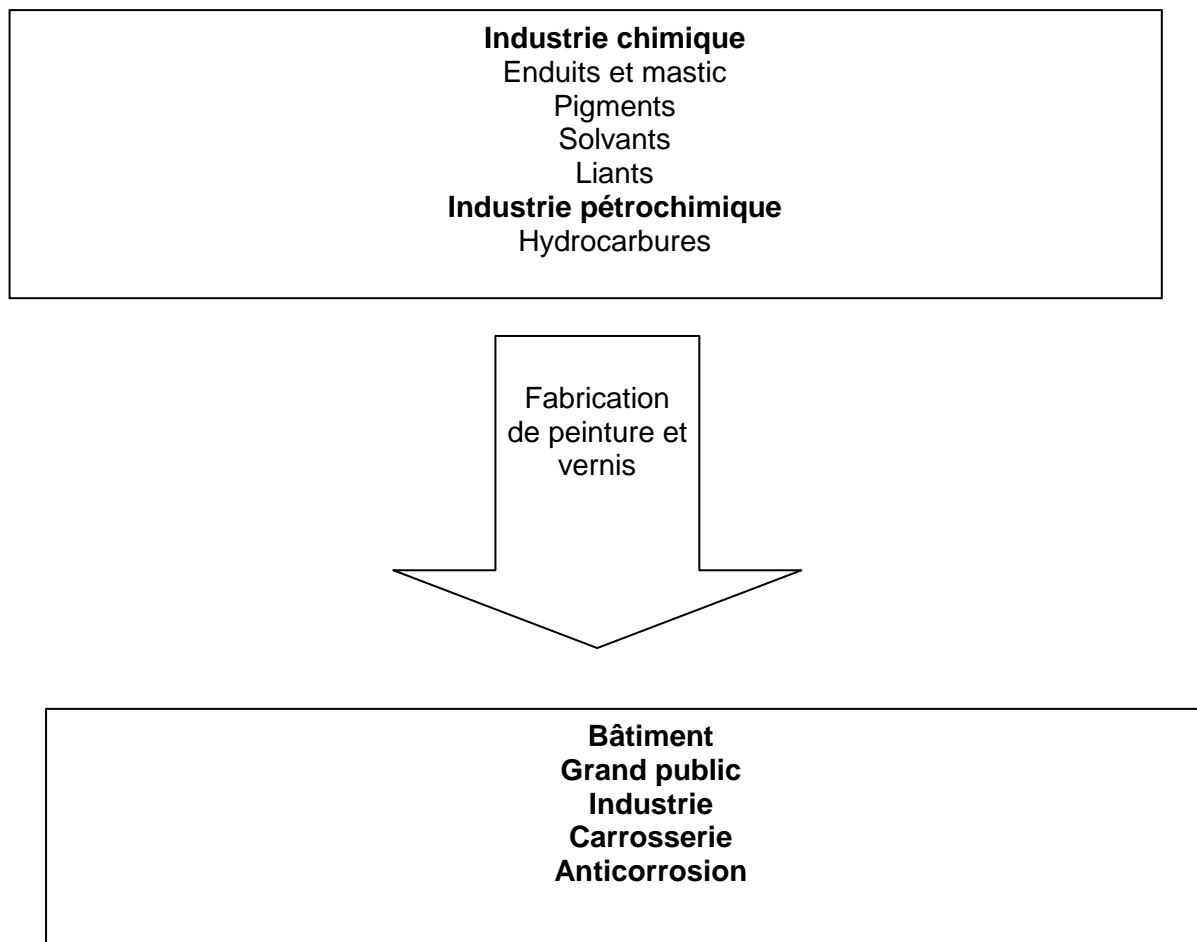 Industrie chimique
Enduits et mastic
Pigments
Solvants
Liants
Industrie pétrochimique
Hydrocarbures
Fabrication
de peinture et
vernis
Bâtiment
Grand public
Industrie
Carrosserie
Anticorrosion